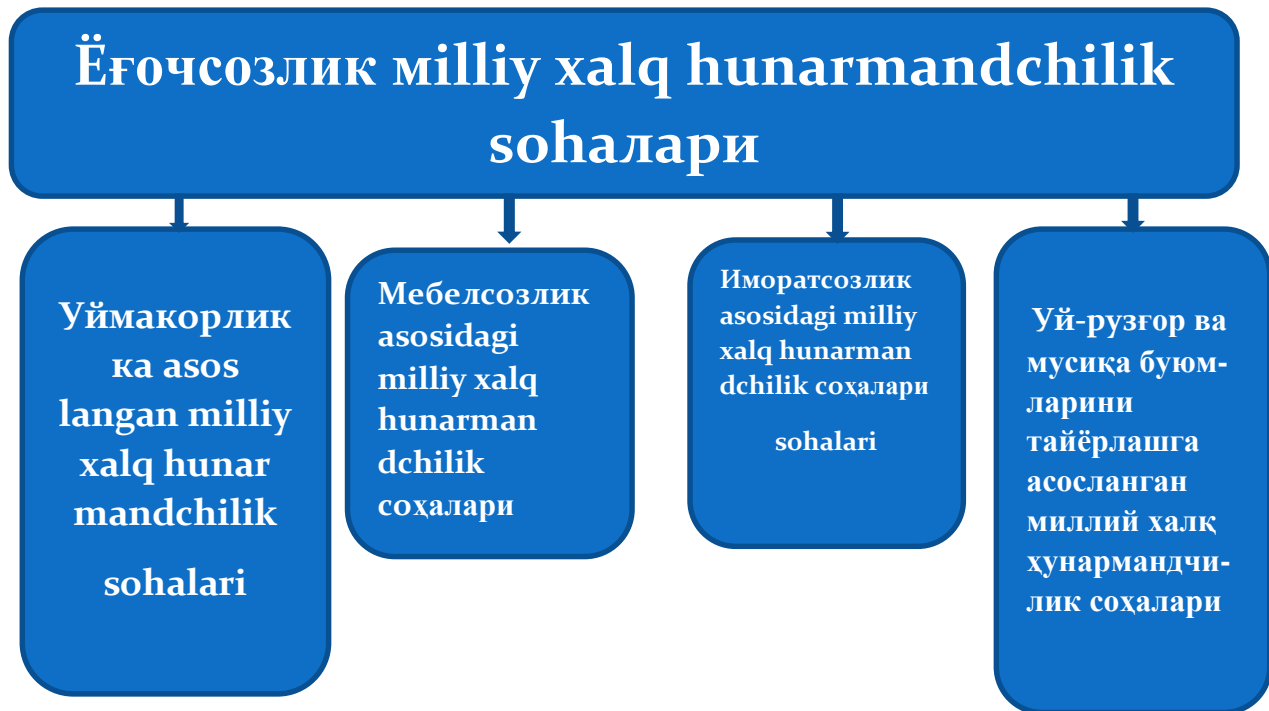 Ёғочсозлик мilliy xalq hunarmandchilik
sohaлари
Уймакорлик
ка asos
langan milliy
xalq hunar
mandchilik
sohalari
Мебелсозлик
asosidagi
milliy xalq
hunarman
dchilik
соҳалари
Иморатсозлик
asosidagi milliy
xalq hunarman
dchilik соҳалари
sohalari
Уй-рузғор ва
мусиқа буюм-
ларини
тайёрлашга
асосланган
миллий халқ
ҳунармандчи-
лик соҳалари